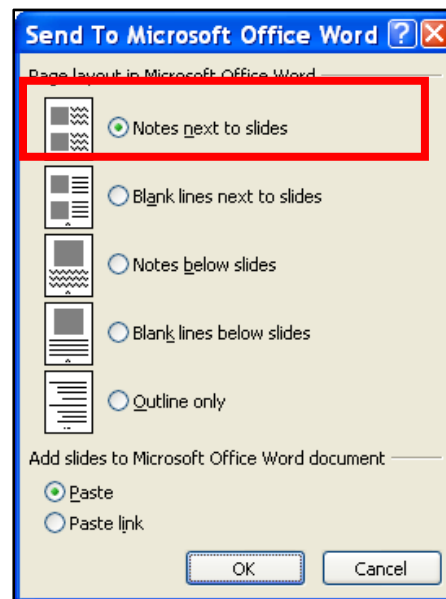 Send To Microsoft Office Word
Page layout in Microsoft Office Word
Notes next to slides
Blank lines next to slides
Notes below slides
Blank lines below slides
Outline only
Add slides to Microsoft Office Word document
Paste
Paste link
OK Cancel